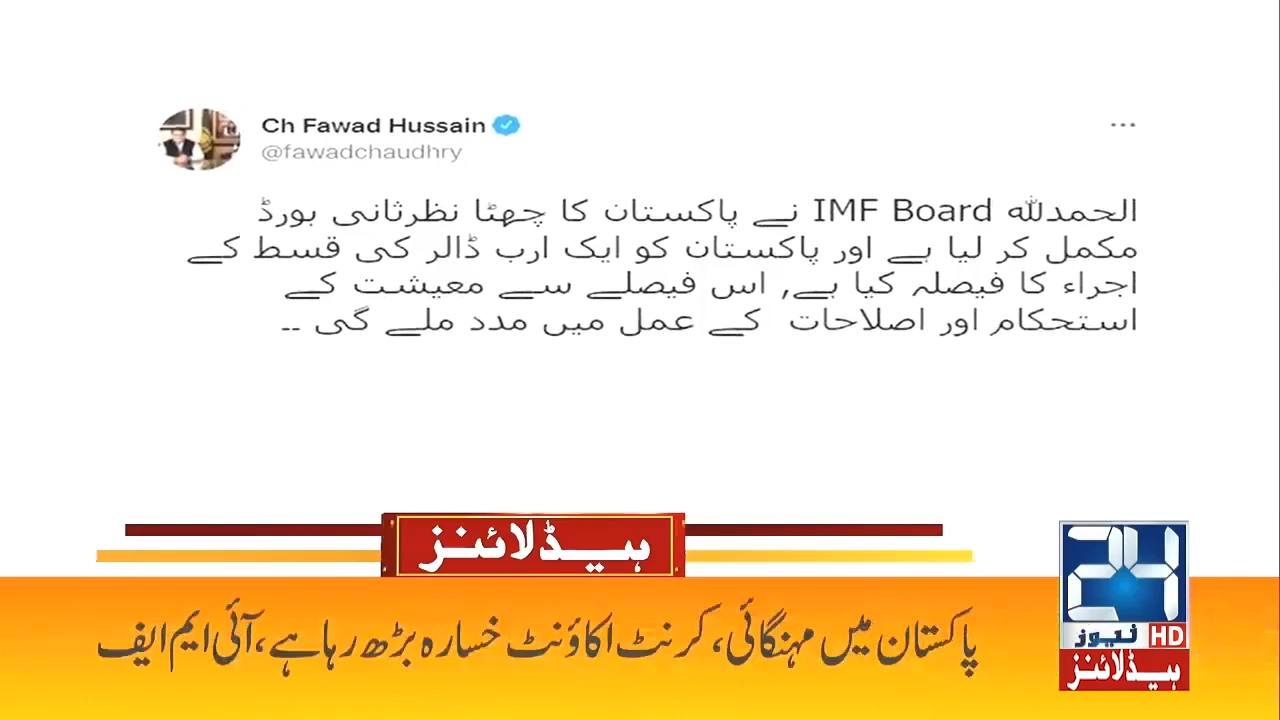 Ch Fawad Hussain
@fawadchaudhry
الحمدللہ IMF Board نے پاکستان کا چھٹا نظرثانی بورڈ
مکمل کر لیا ہے اور پاکستان کو ایک ارب ڈالر کی قسط کے
اجراء کا فیصلہ کیا ہے, اس فیصلے سے معیشت کے
استحکام اور اصلاحات کے عمل میں مدد ملے گی --
ہیڈلائنز
پاکستان میں مہنگائی، کرنٹ اکاؤنٹ خسارہ بڑھ رہا ہے، آئی ایم ایف
24
نیوز HD
ہیڈلائنز